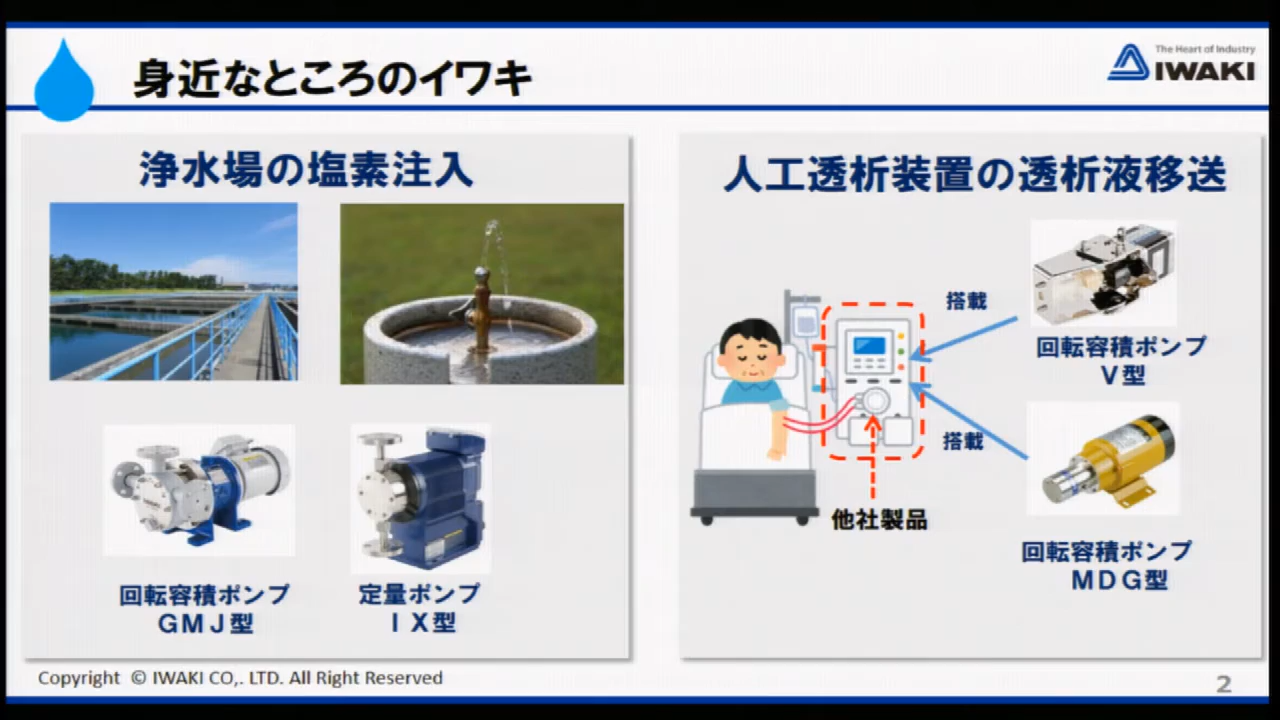 身近なところのイワキ
The Heart of Industry
IWAKI
浄水場の塩素注入
回転容積ポンプ
GMJ型
定量ポンプ
IX型
人工透析装置の透析液移送
搭載
回転容積ポンプ
V型
搭載
他社製品
回転容積ポンプ
MDG型
Copyright © IWAKI CO,. LTD. All Right Reserved
2